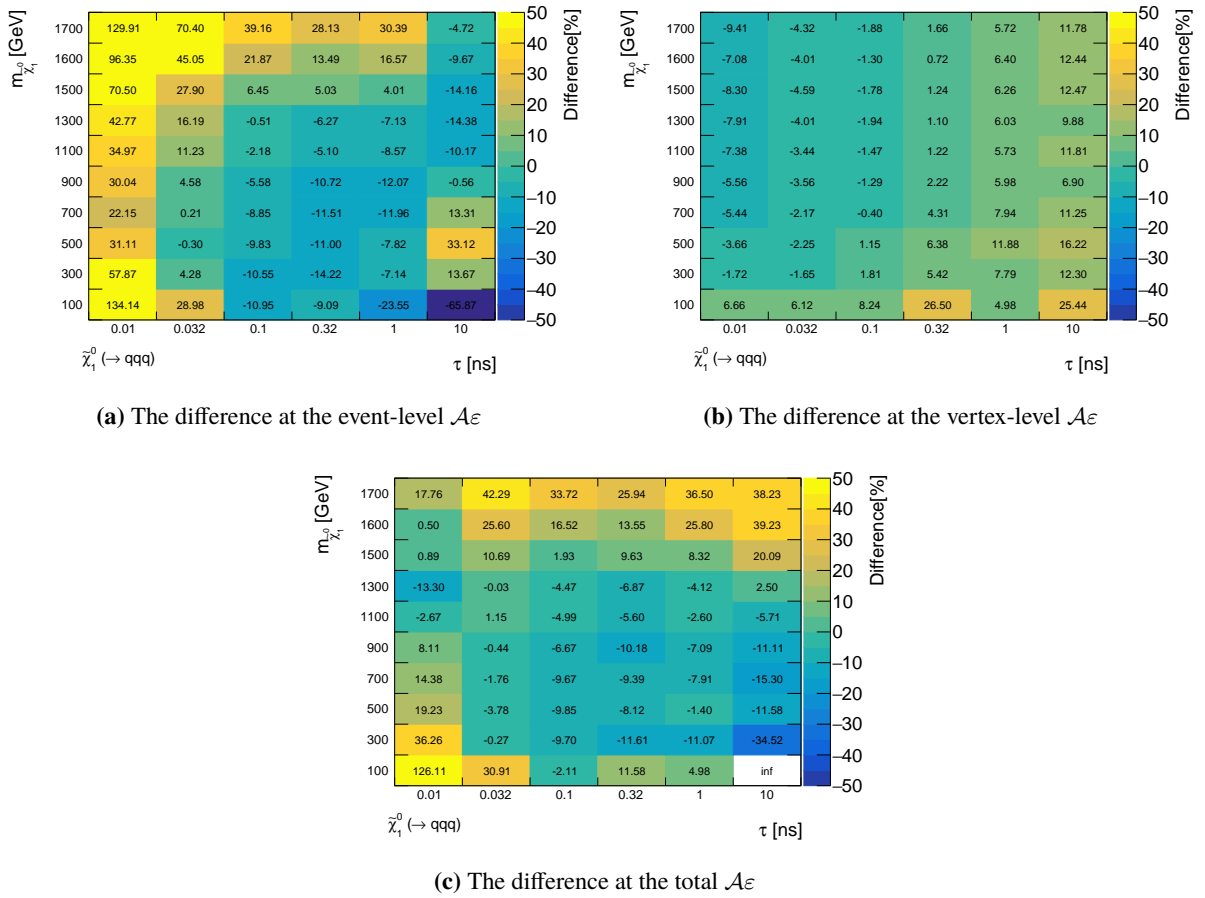 m_χ̃₁⁰ [GeV]
1700 129.91 70.40 39.16 28.13 30.39 -4.72
1600 96.35 45.05 21.87 13.49 16.57 -9.67
1500 70.50 27.90 6.45 5.03 4.01 -14.16
1300 42.77 16.19 -0.51 -6.27 -7.13 -14.38
1100 34.97 11.23 -2.18 -5.10 -8.57 -10.17
900 30.04 4.58 -5.58 -10.72 -12.07 -0.56
700 22.15 0.21 -8.85 -11.51 -11.96 13.31
500 31.11 -0.30 -9.83 -11.00 -7.82 33.12
300 57.87 4.28 -10.55 -14.22 -7.14 13.67
100 134.14 28.98 -10.95 -9.09 -23.55 -65.87
0.01 0.032 0.1 0.32 1 10
χ̃₁⁰ (→ qqq) τ [ns]
50
40
30
20
10
0
−10
−20
−30
−40
−50
Difference[%]
(a) The difference at the event-level 𝒜ε
m_χ̃₁⁰ [GeV]
1700 -9.41 -4.32 -1.88 1.66 5.72 11.78
1600 -7.08 -4.01 -1.30 0.72 6.40 12.44
1500 -8.30 -4.59 -1.78 1.24 6.26 12.47
1300 -7.91 -4.01 -1.94 1.10 6.03 9.88
1100 -7.38 -3.44 -1.47 1.22 5.73 11.81
900 -5.56 -3.56 -1.29 2.22 5.98 6.90
700 -5.44 -2.17 -0.40 4.31 7.94 11.25
500 -3.66 -2.25 1.15 6.38 11.88 16.22
300 -1.72 -1.65 1.81 5.42 7.79 12.30
100 6.66 6.12 8.24 26.50 4.98 25.44
0.01 0.032 0.1 0.32 1 10
χ̃₁⁰ (→ qqq) τ [ns]
50
40
30
20
10
0
−10
−20
−30
−40
−50
Difference[%]
(b) The difference at the vertex-level 𝒜ε
m_χ̃₁⁰ [GeV]
1700 17.76 42.29 33.72 25.94 36.50 38.23
1600 0.50 25.60 16.52 13.55 25.80 39.23
1500 0.89 10.69 1.93 9.63 8.32 20.09
1300 -13.30 -0.03 -4.47 -6.87 -4.12 2.50
1100 -2.67 1.15 -4.99 -5.60 -2.60 -5.71
900 8.11 -0.44 -6.67 -10.18 -7.09 -11.11
700 14.38 -1.76 -9.67 -9.39 -7.91 -15.30
500 19.23 -3.78 -9.85 -8.12 -1.40 -11.58
300 36.26 -0.27 -9.70 -11.61 -11.07 -34.52
100 126.11 30.91 -2.11 11.58 4.98 inf
0.01 0.032 0.1 0.32 1 10
χ̃₁⁰ (→ qqq) τ [ns]
50
40
30
20
10
0
−10
−20
−30
−40
−50
Difference[%]
(c) The difference at the total 𝒜ε